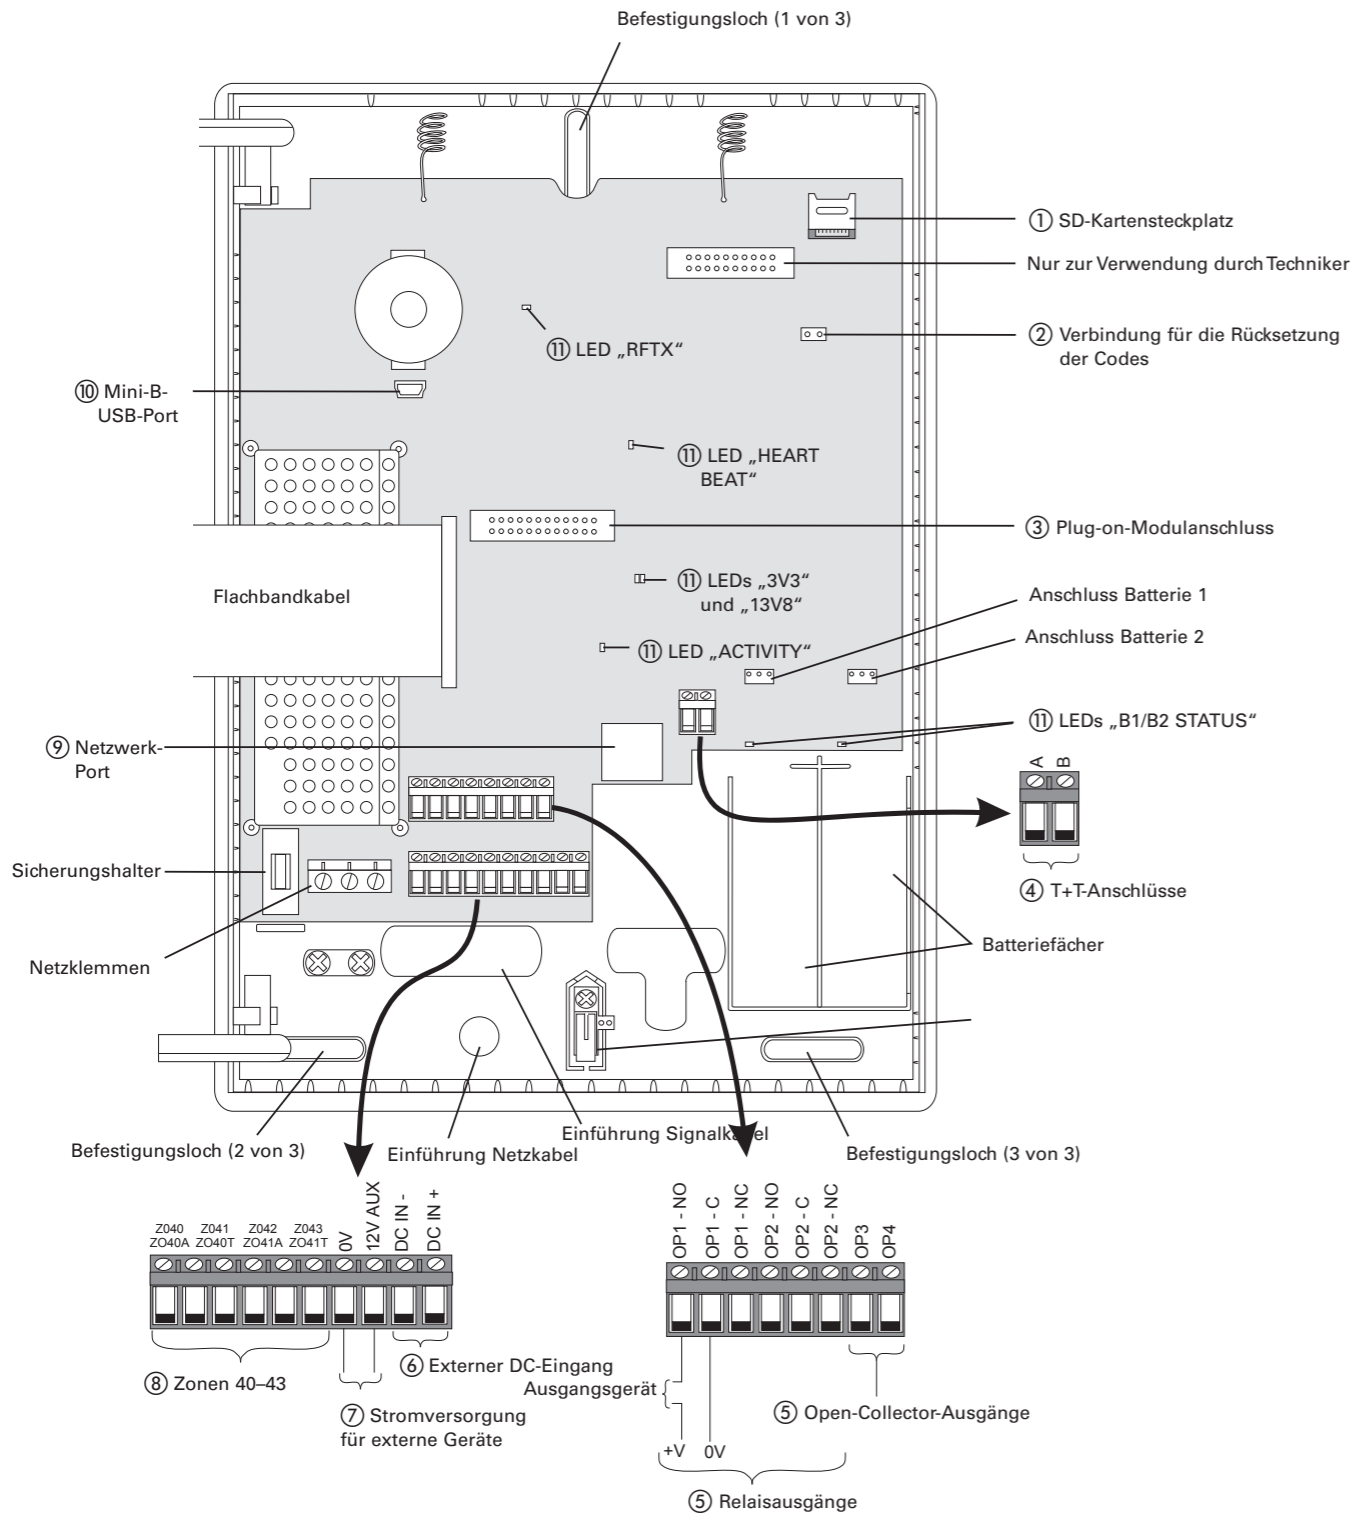 Befestigungsloch (1 von 3)
① SD-Kartensteckplatz
Nur zur Verwendung durch Techniker
② Verbindung für die Rücksetzung
der Codes
⑪ LED „RFTX“
⑩ Mini-B-
USB-Port
⑪ LED „HEART
BEAT“
③ Plug-on-Modulanschluss
⑪ LEDs „3V3“
und „13V8“
Flachbandkabel
Anschluss Batterie 1
Anschluss Batterie 2
⑪ LED „ACTIVITY“
⑪ LEDs „B1/B2 STATUS“
⑨ Netzwerk-
Port
A
B
④ T+T-Anschlüsse
Sicherungshalter
Batteriefächer
Netzklemmen
Befestigungsloch (2 von 3)
Einführung Netzkabel
Einführung Signalkabel
Befestigungsloch (3 von 3)
Z040
ZO40A
Z041
ZO40T
Z042
ZO41A
Z043
ZO41T
0V
12V AUX
DC IN -
DC IN +
OP1 - NO
OP1 - C
OP1 - NC
OP2 - NO
OP2 - C
OP2 - NC
OP3
OP4
⑧ Zonen 40–43
⑥ Externer DC-Eingang
⑦ Stromversorgung
für externe Geräte
Ausgangsgerät
+V
0V
⑤ Open-Collector-Ausgänge
⑤ Relaisausgänge